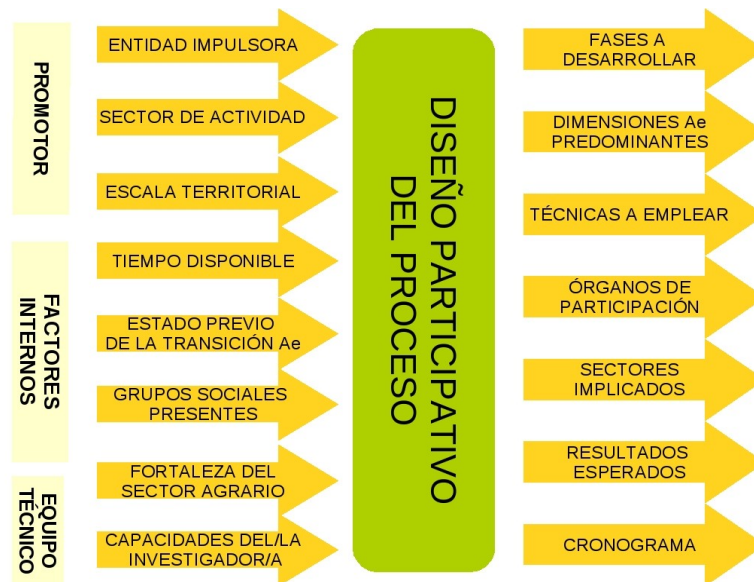 PROMOTOR
ENTIDAD IMPULSORA
SECTOR DE ACTIVIDAD
ESCALA TERRITORIAL
FACTORES
INTERNOS
TIEMPO DISPONIBLE
ESTADO PREVIO
DE LA TRANSICIÓN Ae
GRUPOS SOCIALES
PRESENTES
EQUIPO
TÉCNICO
FORTALEZA DEL
SECTOR AGRARIO
CAPACIDADES DEL/LA
INVESTIGADOR/A
DISEÑO PARTICIPATIVO
DEL PROCESO
FASES A
DESARROLLAR
DIMENSIONES Ae
PREDOMINANTES
TÉCNICAS A EMPLEAR
ÓRGANOS DE
PARTICIPACIÓN
SECTORES
IMPLICADOS
RESULTADOS
ESPERADOS
CRONOGRAMA